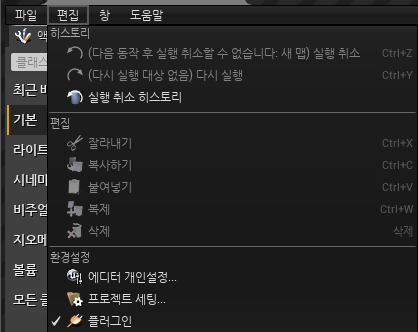 파일 편집 창 도움말
히스토리
(다음 동작 후 실행 취소할 수 없습니다: 새 맵) 실행 취소 Ctrl+Z
(다시 실행 대상 없음) 다시 실행 Ctrl+Y
실행 취소 히스토리
편집
잘라내기 Ctrl+X
복사하기 Ctrl+C
붙여넣기 Ctrl+V
복제 Ctrl+W
삭제 삭제
환경설정
에디터 개인설정...
프로젝트 세팅...
플러그인
액
클래스
최근 바
기본
라이트
시네마
비주얼
지오메
볼륨
모든 클